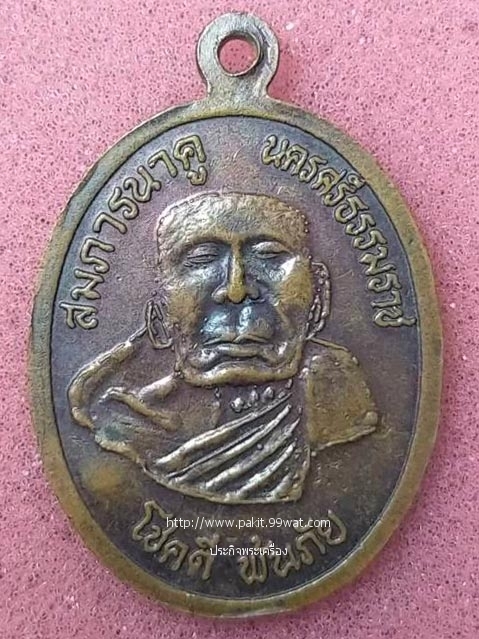 สมภารนาคู นครศรีธรรมราช
โชคดี พ้นภัย
http://www.pakit.99wat.com
ประกิจพระเครื่อง